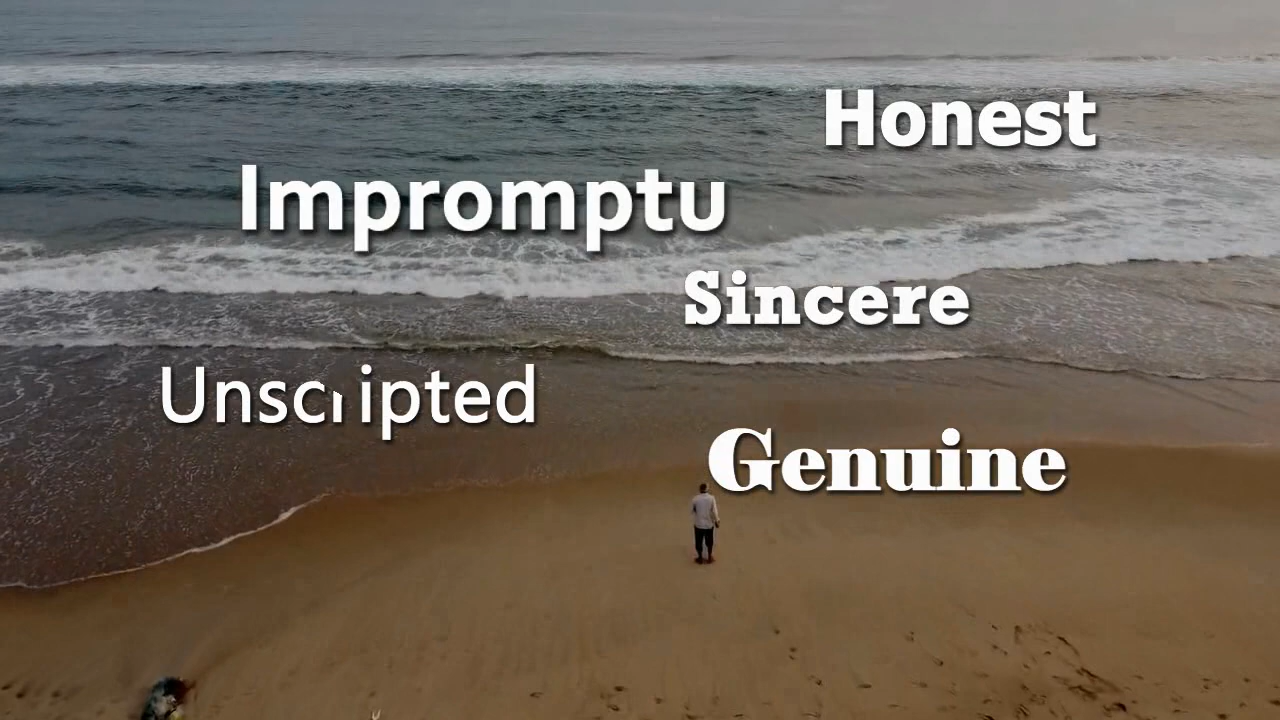 Honest
Impromptu
Sincere
Unscripted
Genuine